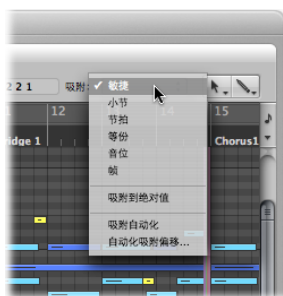 2 2 1 吸附: ✓ 敏捷
小节
12 15
节拍
idge 1 Chorus1
等份
音位
帧
吸附到绝对值
吸附自动化
自动化吸附偏移...